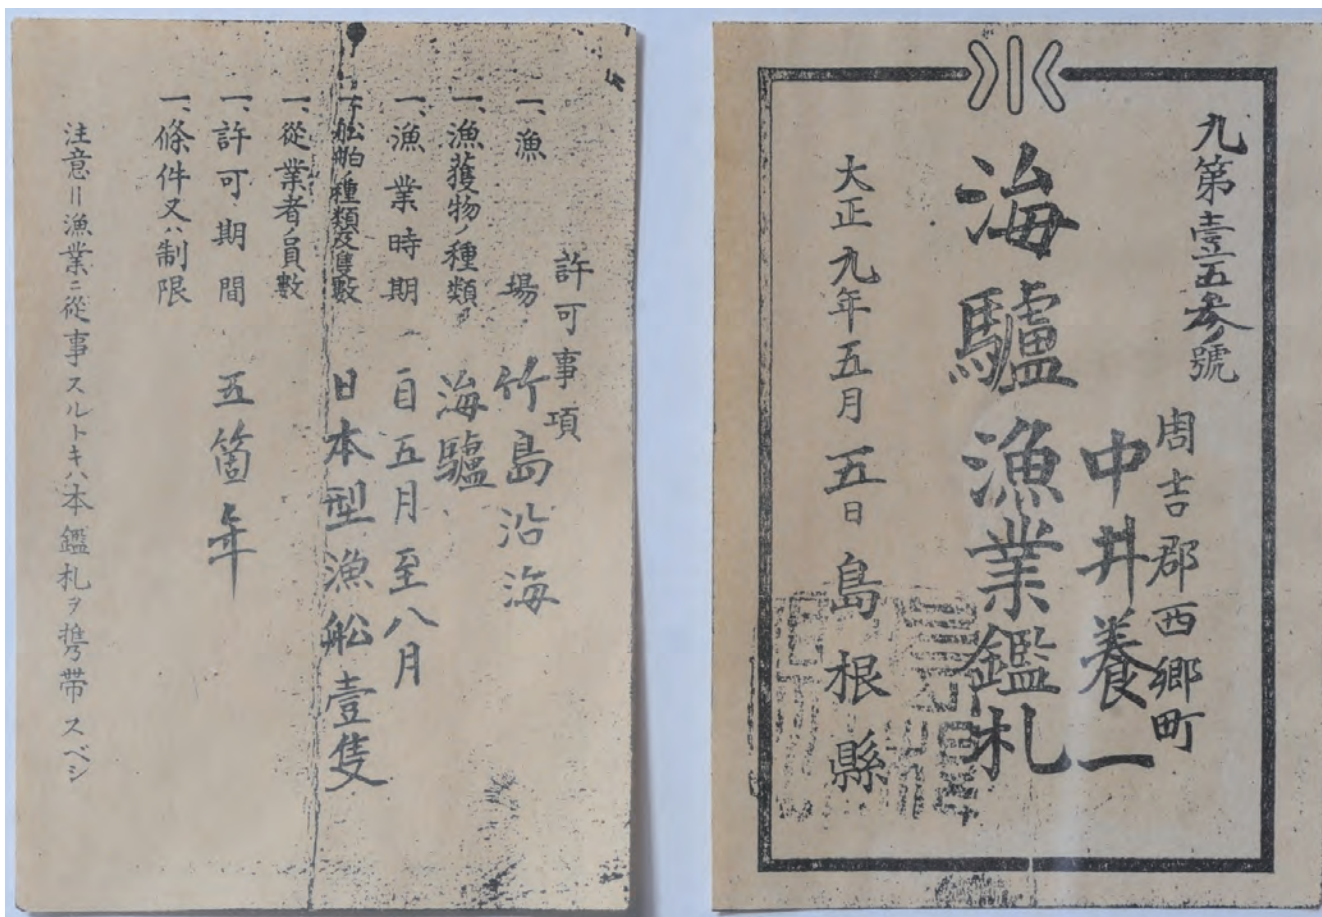 九第壹五参號
周吉郡西郷町
中井養一
海驢漁業鑑札
大正九年五月五日
島根縣
許可事項
一、漁場 竹島沿海
一、漁獲物ノ種類 海驢
一、漁業時期 自五月至八月
一、舩舶ノ種類及隻數 日本型漁舩壹隻
一、從業者ノ員數
一、許可期間 五箇年
一、條件又ハ制限
注意＝漁業ニ從事スルトキハ本鑑札ヲ携帯スベシ